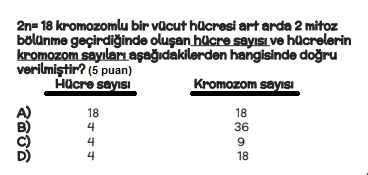 2n= 18 kromozomlu bir vücut hücresi art arda 2 mitoz
bölünme geçirdiğinde oluşan hücre sayısı ve hücrelerin
kromozom sayıları aşağıdakilerden hangisinde doğru
verilmiştir? (5 puan)
Hücre sayısı Kromozom sayısı
A) 18 18
B) 4 36
C) 4 9
D) 4 18